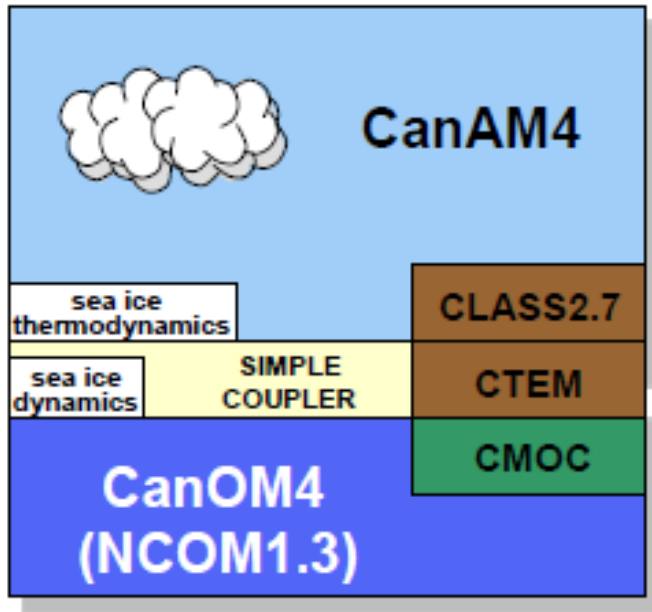 CanAM4
CLASS2.7
sea ice
thermodynamics
SIMPLE
COUPLER
sea ice
dynamics
CTEM
CMOC
CanOM4
(NCOM1.3)